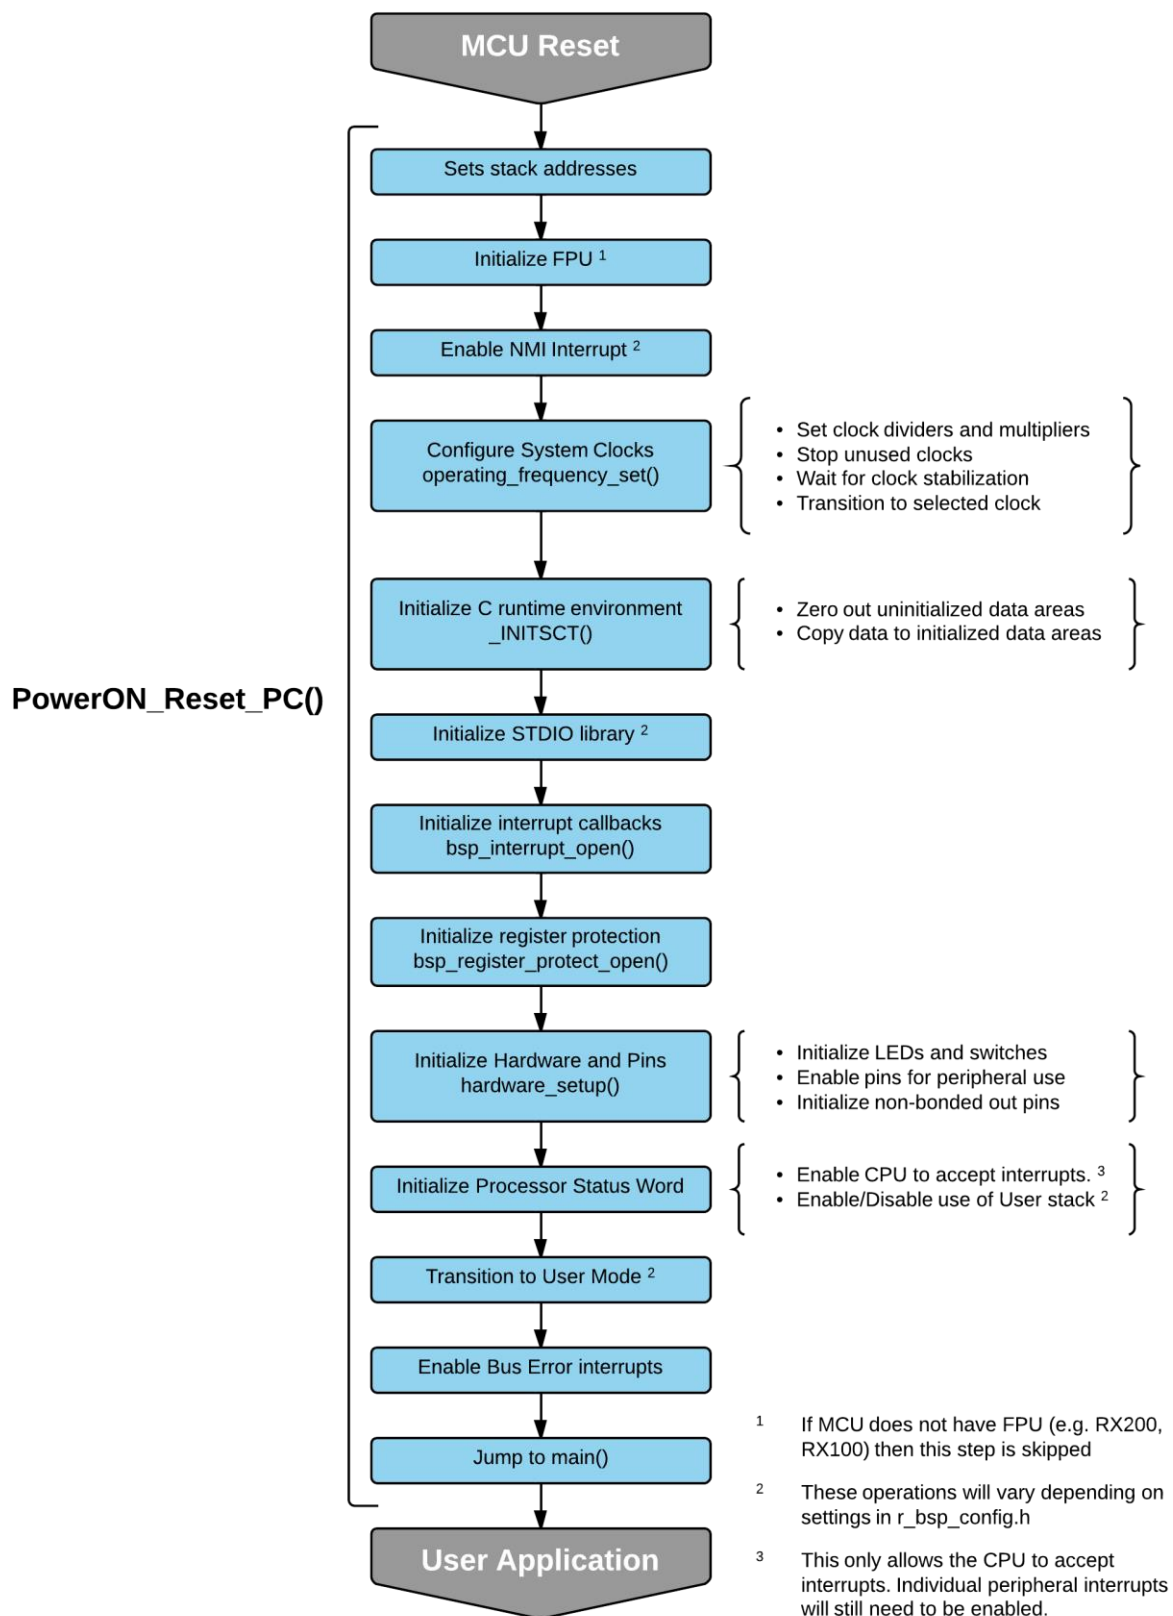 MCU Reset
Sets stack addresses
Initialize FPU ¹
Enable NMI Interrupt ²
Configure System Clocks
operating_frequency_set()
• Set clock dividers and multipliers
• Stop unused clocks
• Wait for clock stabilization
• Transition to selected clock
Initialize C runtime environment
_INITSCT()
• Zero out uninitialized data areas
• Copy data to initialized data areas
PowerON_Reset_PC()
Initialize STDIO library ²
Initialize interrupt callbacks
bsp_interrupt_open()
Initialize register protection
bsp_register_protect_open()
Initialize Hardware and Pins
hardware_setup()
• Initialize LEDs and switches
• Enable pins for peripheral use
• Initialize non-bonded out pins
Initialize Processor Status Word
• Enable CPU to accept interrupts. ³
• Enable/Disable use of User stack ²
Transition to User Mode ²
Enable Bus Error interrupts
Jump to main()
User Application
¹ If MCU does not have FPU (e.g. RX200,
RX100) then this step is skipped
² These operations will vary depending on
settings in r_bsp_config.h
³ This only allows the CPU to accept
interrupts. Individual peripheral interrupts
will still need to be enabled.